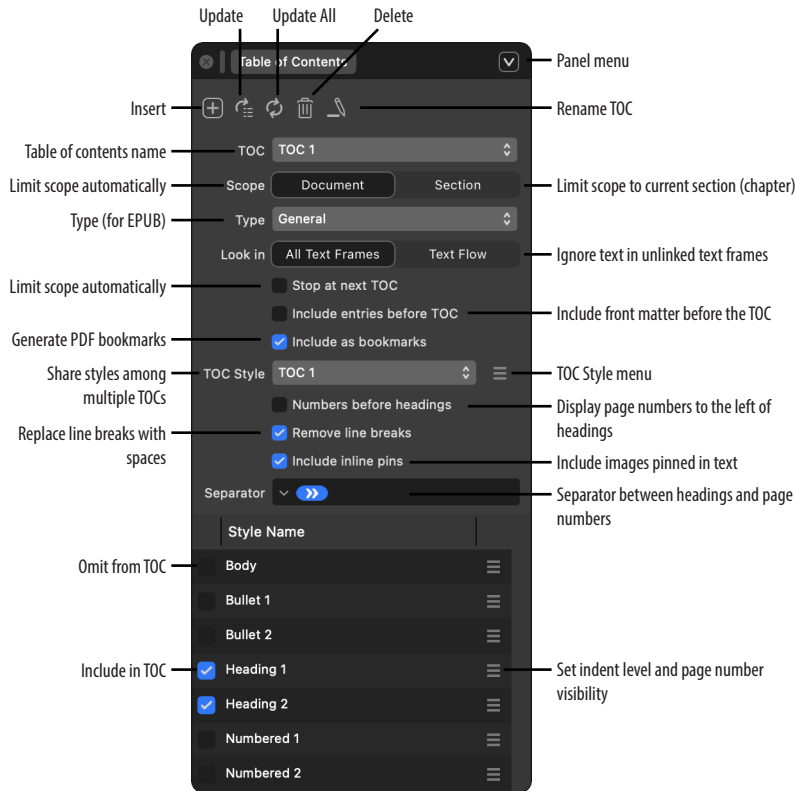 Update Update All Delete
Table of Contents Panel menu
Insert Rename TOC
Table of contents name TOC TOC 1
Limit scope automatically Scope Document Section Limit scope to current section (chapter)
Type (for EPUB) Type General
Look in All Text Frames Text Flow Ignore text in unlinked text frames
Limit scope automatically Stop at next TOC
Include entries before TOC Include front matter before the TOC
Generate PDF bookmarks Include as bookmarks
Share styles among TOC Style TOC 1 TOC Style menu
multiple TOCs
Numbers before headings Display page numbers to the left of
headings
Replace line breaks with Remove line breaks
spaces
Include inline pins Include images pinned in text
Separator Separator between headings and page
numbers
Style Name
Omit from TOC Body
Bullet 1
Bullet 2
Include in TOC Heading 1 Set indent level and page number
visibility
Heading 2
Numbered 1
Numbered 2